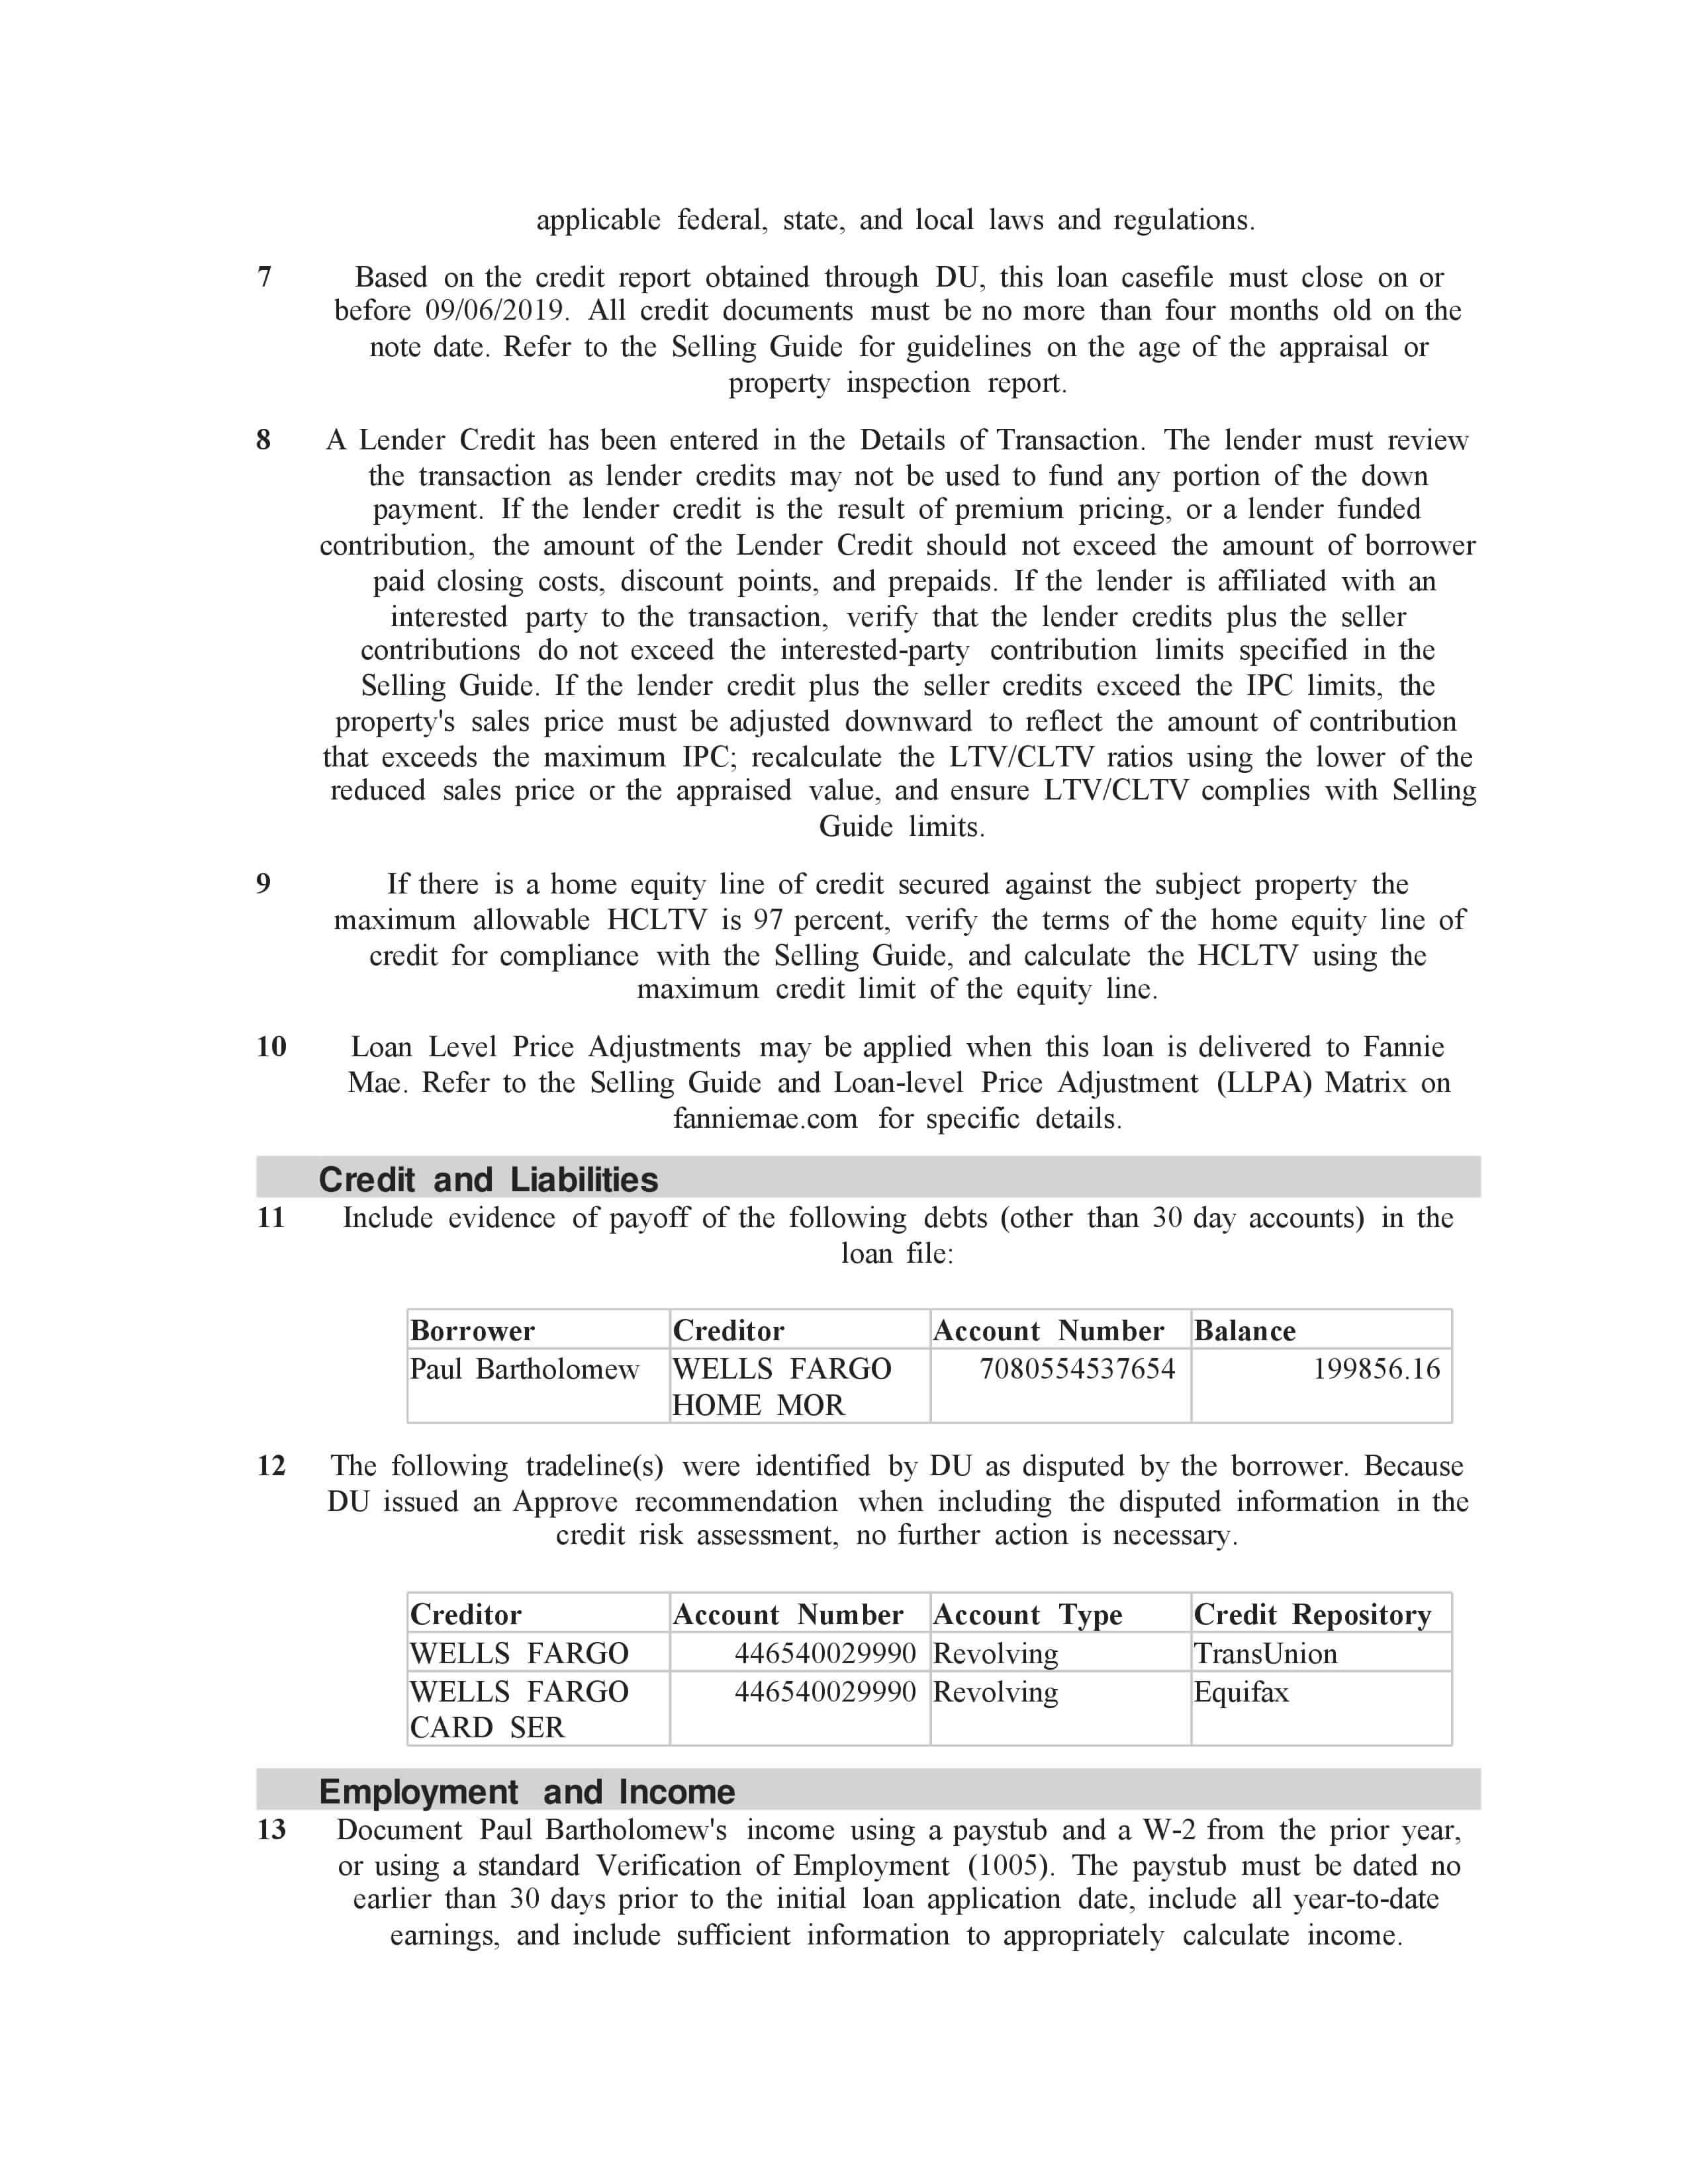 applicable federal, state, and local laws and regulations.
7 Based on the credit report obtained through DU, this loan casefile must close on or
before 09/06/2019. All credit documents must be no more than four months old on the
note date. Refer to the Selling Guide for guidelines on the age of the appraisal or
property inspection report.
8 A Lender Credit has been entered in the Details of Transaction. The lender must review
the transaction as lender credits may not be used to fund any portion of the down
payment. If the lender credit is the result of premium pricing, or a lender funded
contribution, the amount of the Lender Credit should not exceed the amount of borrower
paid closing costs, discount points, and prepaids. If the lender is affiliated with an
interested party to the transaction, verify that the lender credits plus the seller
contributions do not exceed the interested-party contribution limits specified in the
Selling Guide. If the lender credit plus the seller credits exceed the IPC limits, the
property's sales price must be adjusted downward to reflect the amount of contribution
that exceeds the maximum IPC; recalculate the LTV/CLTV ratios using the lower of the
reduced sales price or the appraised value, and ensure LTV/CLTV complies with Selling
Guide limits.
9 If there is a home equity line of credit secured against the subject property the
maximum allowable HCLTV is 97 percent, verify the terms of the home equity line of
credit for compliance with the Selling Guide, and calculate the HCLTV using the
maximum credit limit of the equity line.
10 Loan Level Price Adjustments may be applied when this loan is delivered to Fannie
Mae. Refer to the Selling Guide and Loan-level Price Adjustment (LLPA) Matrix on
fanniemae.com for specific details.
Credit and Liabilities
11 Include evidence of payoff of the following debts (other than 30 day accounts) in the
loan file:
Borrower Creditor Account Number Balance
Paul Bartholomew WELLS FARGO 7080554537654 199856.16
HOME MOR
12 The following tradeline(s) were identified by DU as disputed by the borrower. Because
DU issued an Approve recommendation when including the disputed information in the
credit risk assessment, no further action is necessary.
Creditor Account Number Account Type Credit Repository
WELLS FARGO 446540029990 Revolving TransUnion
WELLS FARGO 446540029990 Revolving Equifax
CARD SER
Employment and Income
13 Document Paul Bartholomew's income using a paystub and a W-2 from the prior year,
or using a standard Verification of Employment (1005). The paystub must be dated no
earlier than 30 days prior to the initial loan application date, include all year-to-date
earnings, and include sufficient information to appropriately calculate income.